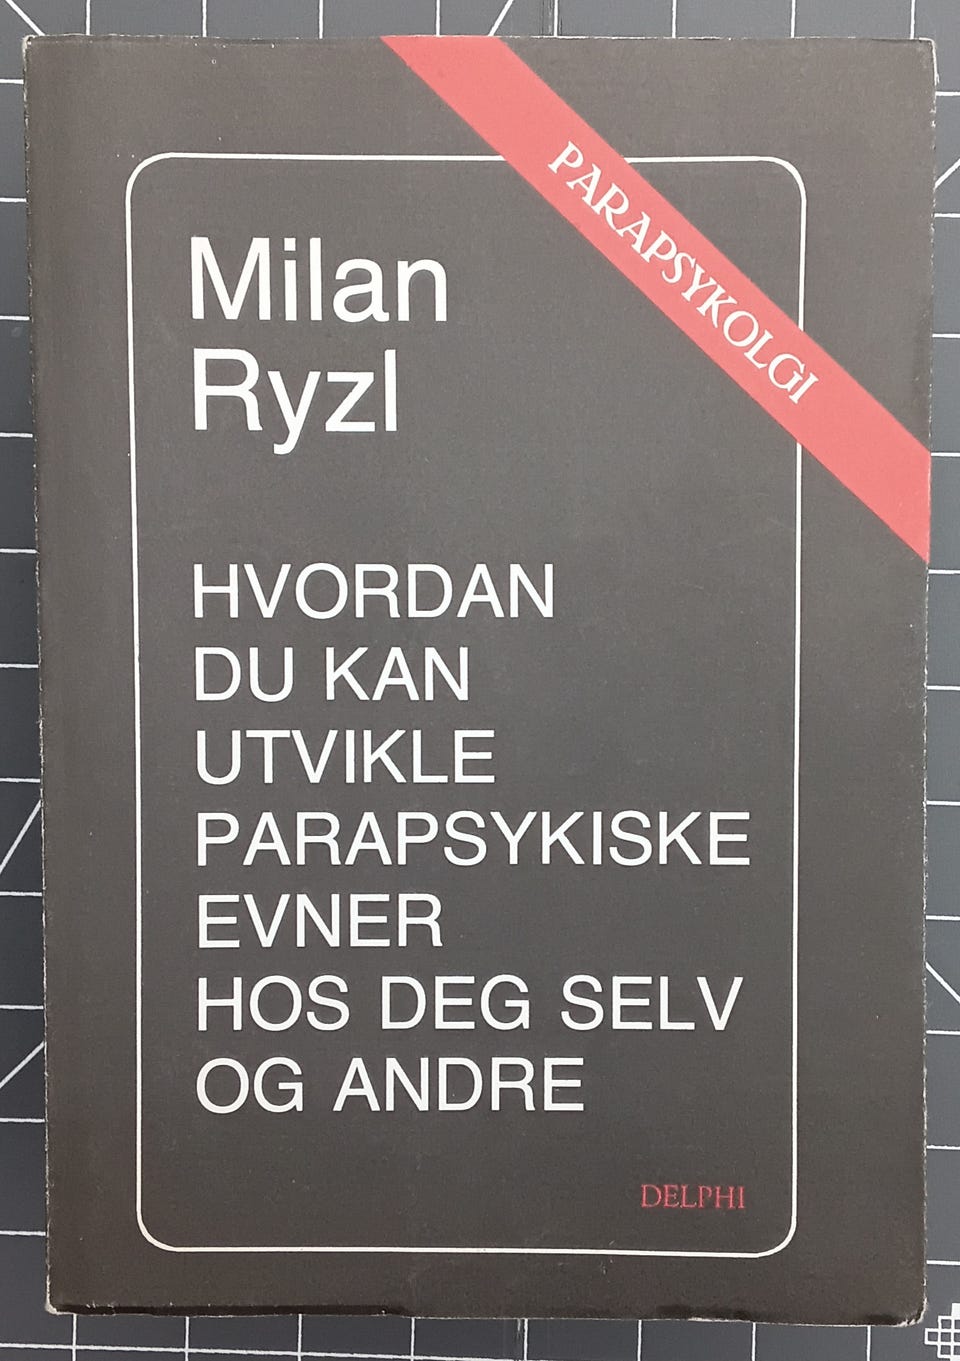 PARAPSYKOLGI
Milan
Ryzl
HVORDAN
DU KAN
UTVIKLE
PARAPSYKISKE
EVNER
HOS DEG SELV
OG ANDRE
DELPHI